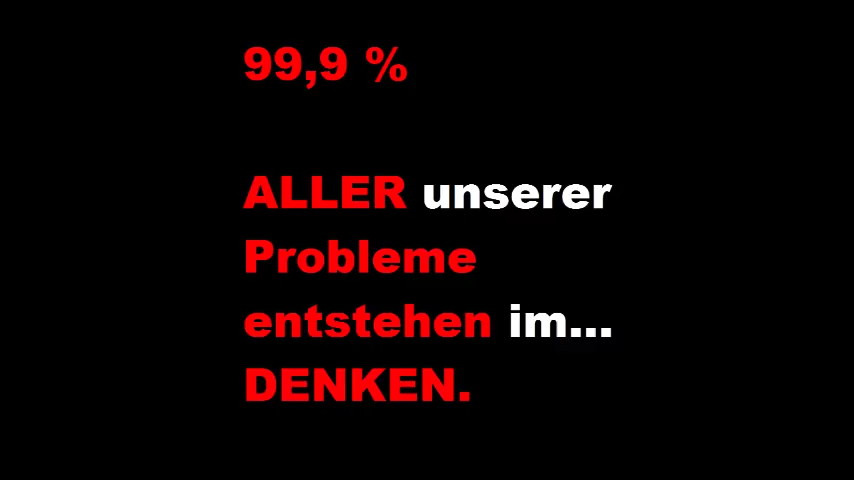 99,9 %
ALLER unserer
Probleme
entstehen im...
DENKEN.